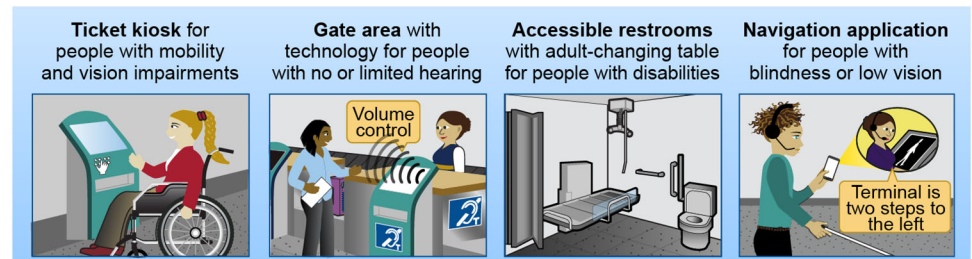 Ticket kiosk for
people with mobility
and vision impairments
Gate area with
technology for people
with no or limited hearing
Accessible restrooms
with adult-changing table
for people with disabilities
Navigation application
for people with
blindness or low vision
Volume
control
T
T
Terminal is
two steps to
the left